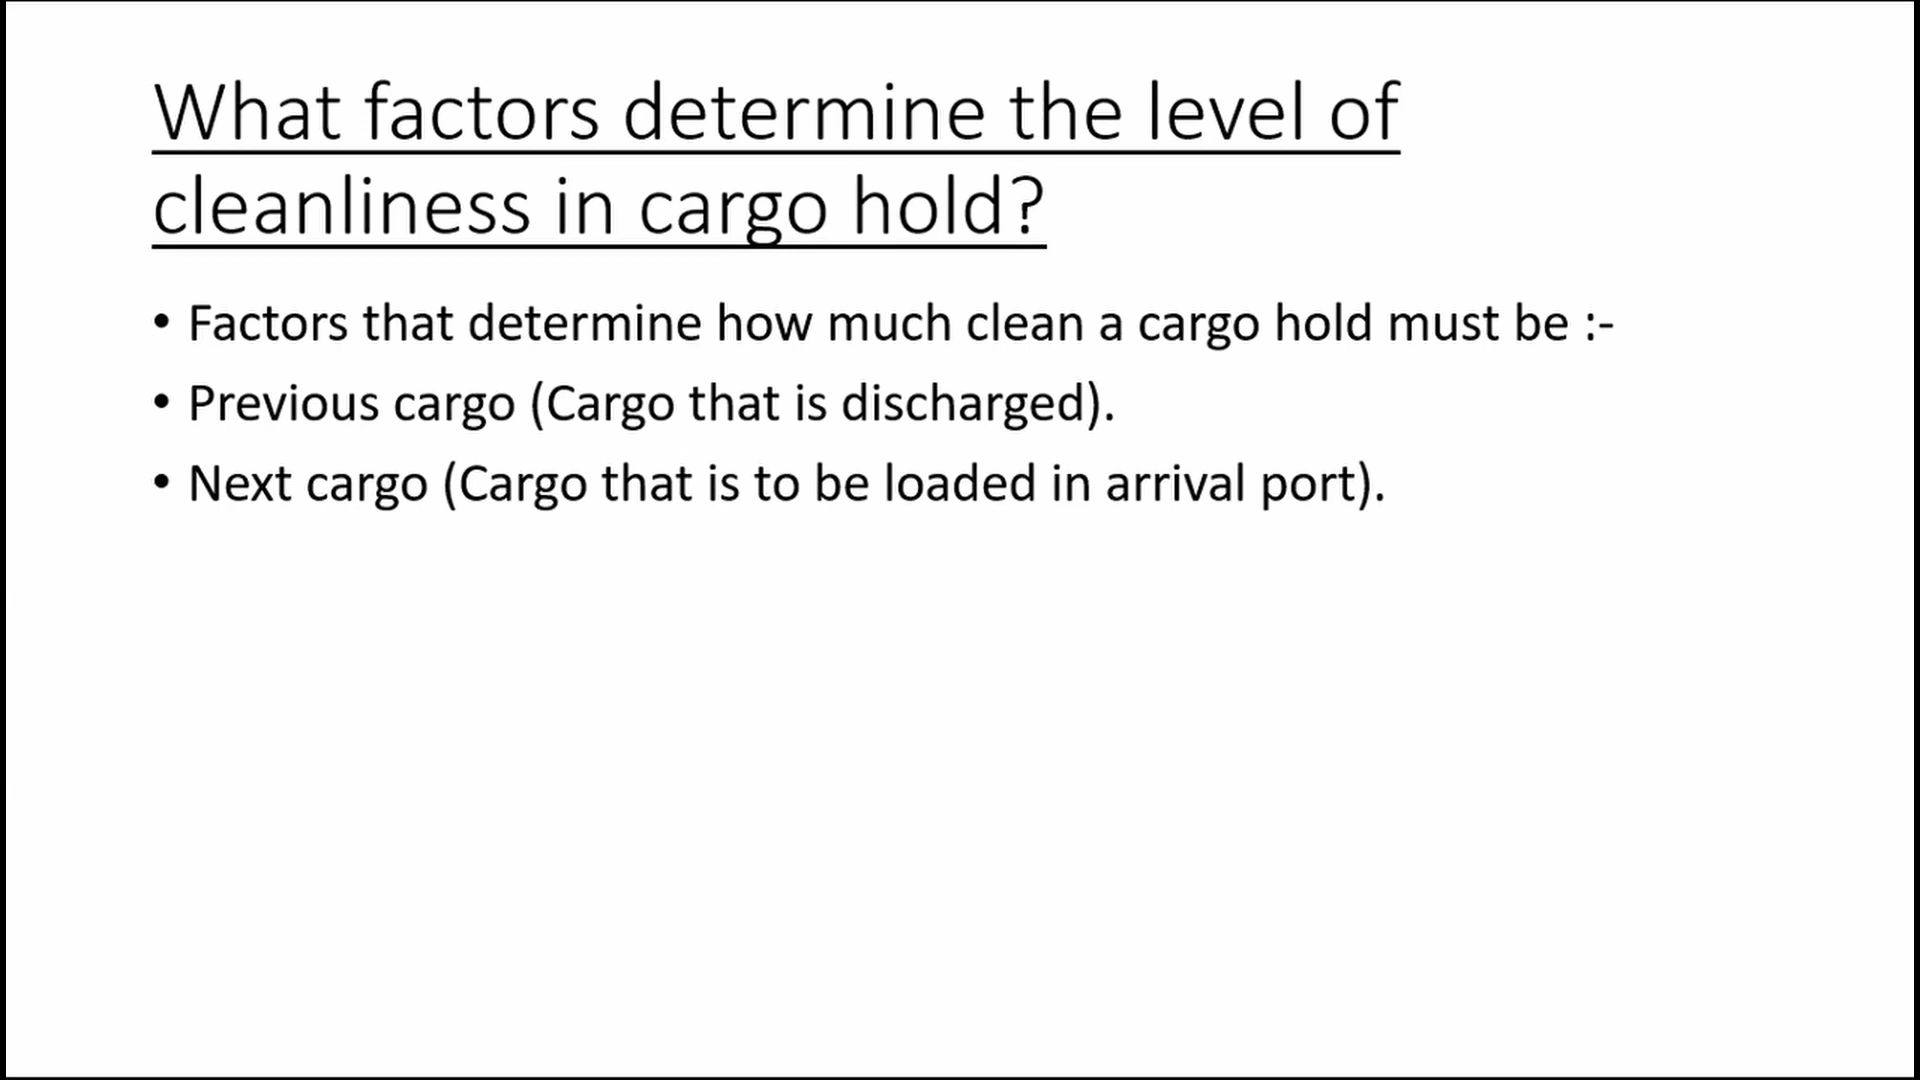 What factors determine the level of
cleanliness in cargo hold?
• Factors that determine how much clean a cargo hold must be :-
• Previous cargo (Cargo that is discharged).
• Next cargo (Cargo that is to be loaded in arrival port).